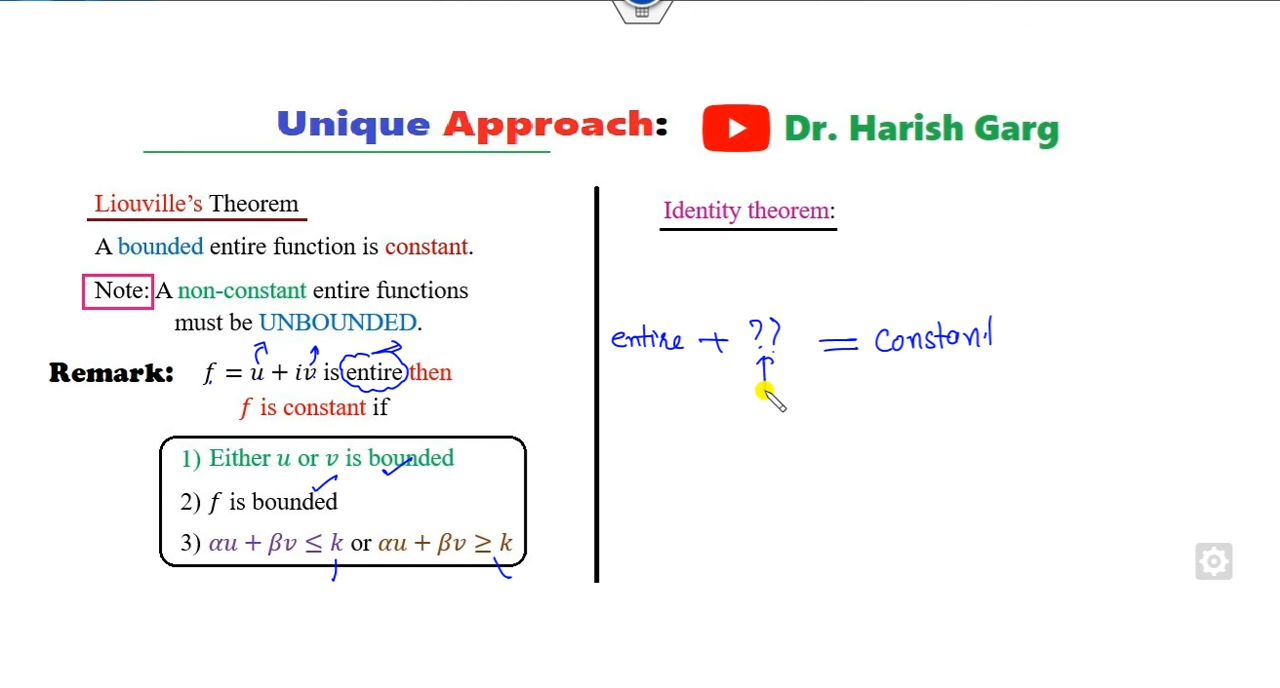 Unique Approach: Dr. Harish Garg
Liouville's Theorem
A bounded entire function is constant.
Note: A non-constant entire functions
must be UNBOUNDED.
Remark: f = u + iv is entire then
f is constant if
1) Either u or v is bounded
2) f is bounded
3) αu + βv ≤ k or αu + βv ≥ k
Identity theorem:
entire + ?? = constant